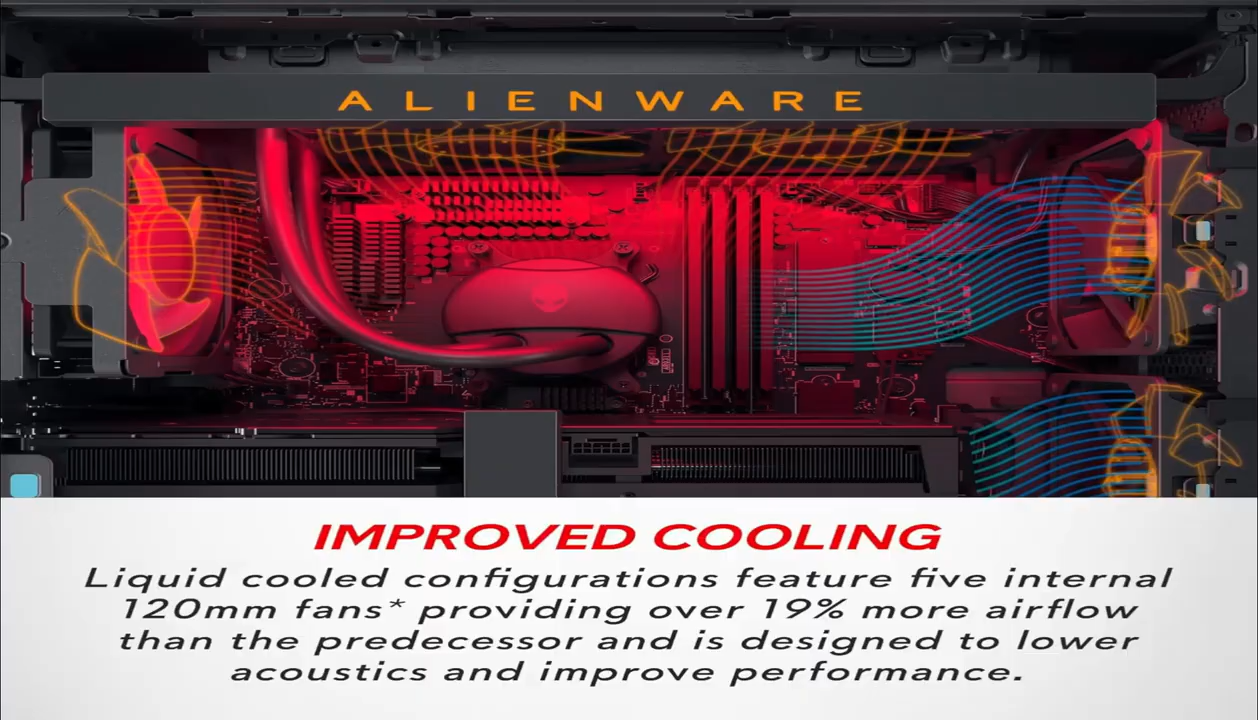 ALIENWARE
IMPROVED COOLING
Liquid cooled configurations feature five internal
120mm fans* providing over 19% more airflow
than the predecessor and is designed to lower
acoustics and improve performance.